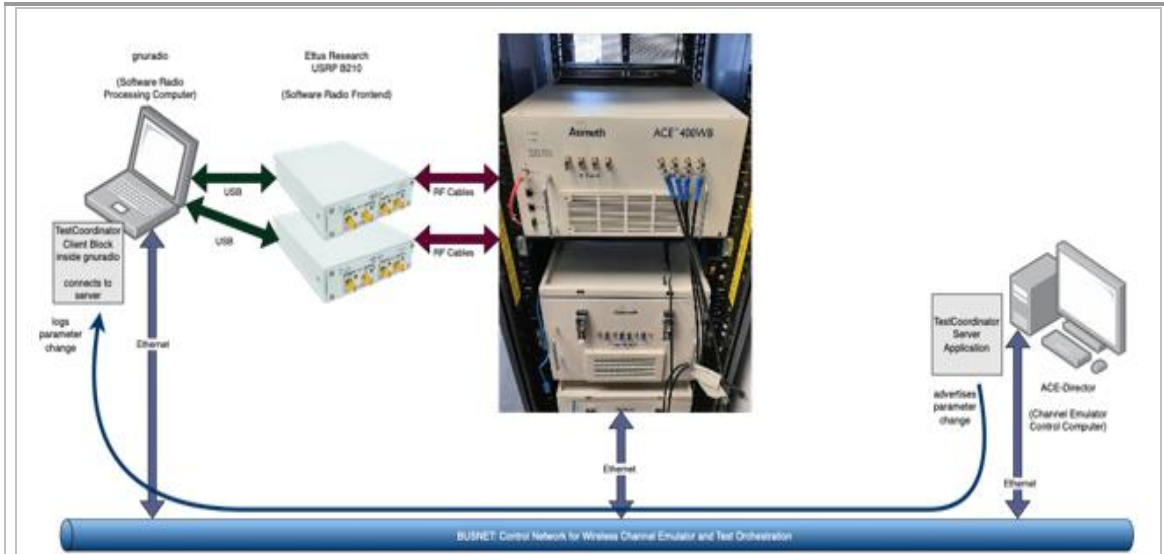 gnuradio
(Software Radio
Processing Computer)
Ettus Research
USRP B210
(Software Radio Frontend)
Azimuth
ACE™400WB
USB
USB
RF Cables
RF Cables
TestCoordinator
Client Block
inside gnuradio
connects to
server
logs
parameter
change
Ethernet
Ethernet
TestCoordinator
Server
Application
advertises
parameter
change
ACE-Director
(Channel Emulator
Control Computer)
Ethernet
BUSNET: Control Network for Wireless Channel Emulator and Test Orchestration